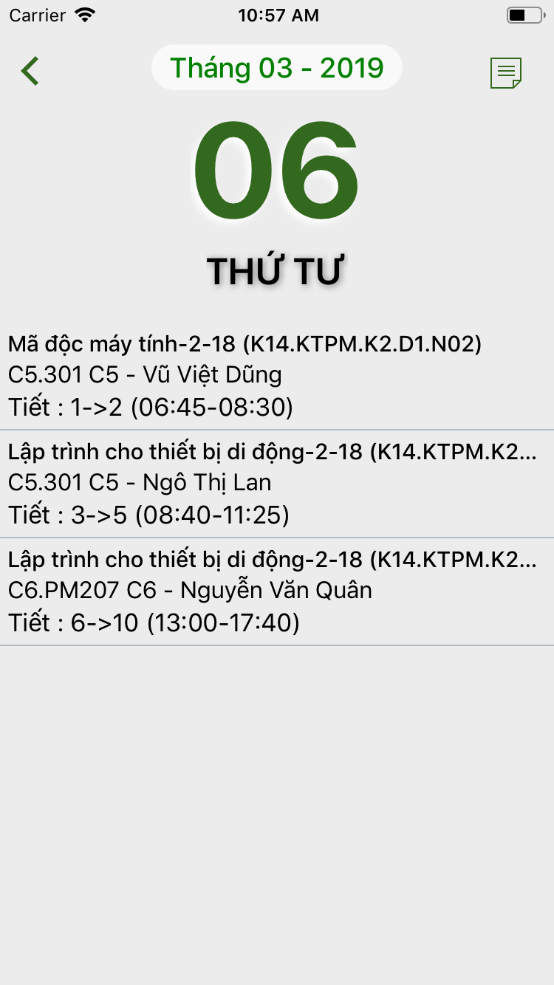 Carrier 10:57 AM
Tháng 03 - 2019
06
THỨ TƯ
Mã độc máy tính-2-18 (K14.KTPM.K2.D1.N02)
C5.301 C5 - Vũ Việt Dũng
Tiết : 1->2 (06:45-08:30)
Lập trình cho thiết bị di động-2-18 (K14.KTPM.K2...
C5.301 C5 - Ngô Thị Lan
Tiết : 3->5 (08:40-11:25)
Lập trình cho thiết bị di động-2-18 (K14.KTPM.K2...
C6.PM207 C6 - Nguyễn Văn Quân
Tiết : 6->10 (13:00-17:40)